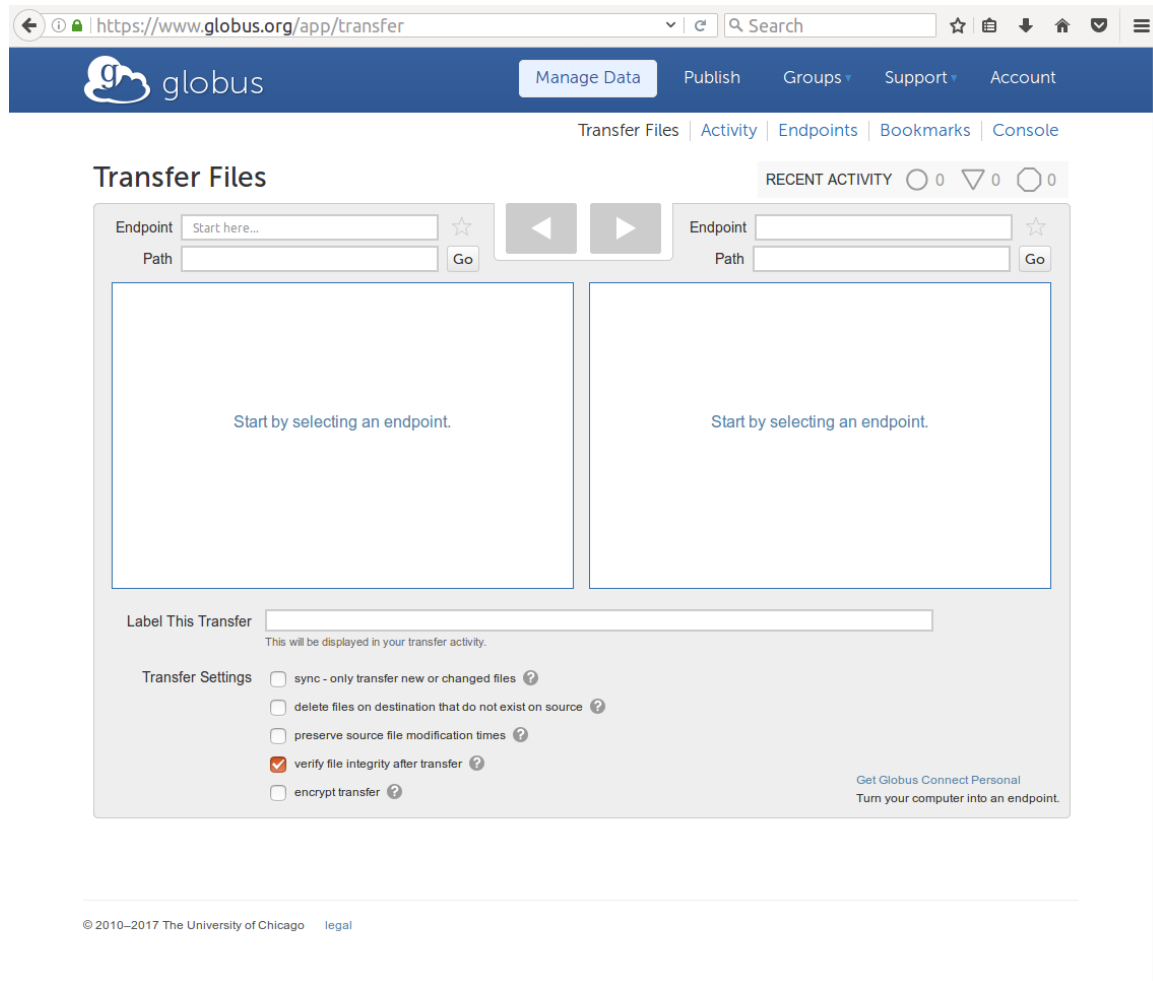 https://www.globus.org/app/transfer Search
g globus Manage Data Publish Groups Support Account
Transfer Files Activity Endpoints Bookmarks Console
Transfer Files RECENT ACTIVITY 0 0 0
Endpoint Start here... Endpoint
Path Go Path Go
Start by selecting an endpoint. Start by selecting an endpoint.
Label This Transfer
This will be displayed in your transfer activity.
Transfer Settings sync - only transfer new or changed files ?
delete files on destination that do not exist on source ?
preserve source file modification times ?
verify file integrity after transfer ?
encrypt transfer ?
Get Globus Connect Personal
Turn your computer into an endpoint.
© 2010–2017 The University of Chicago legal